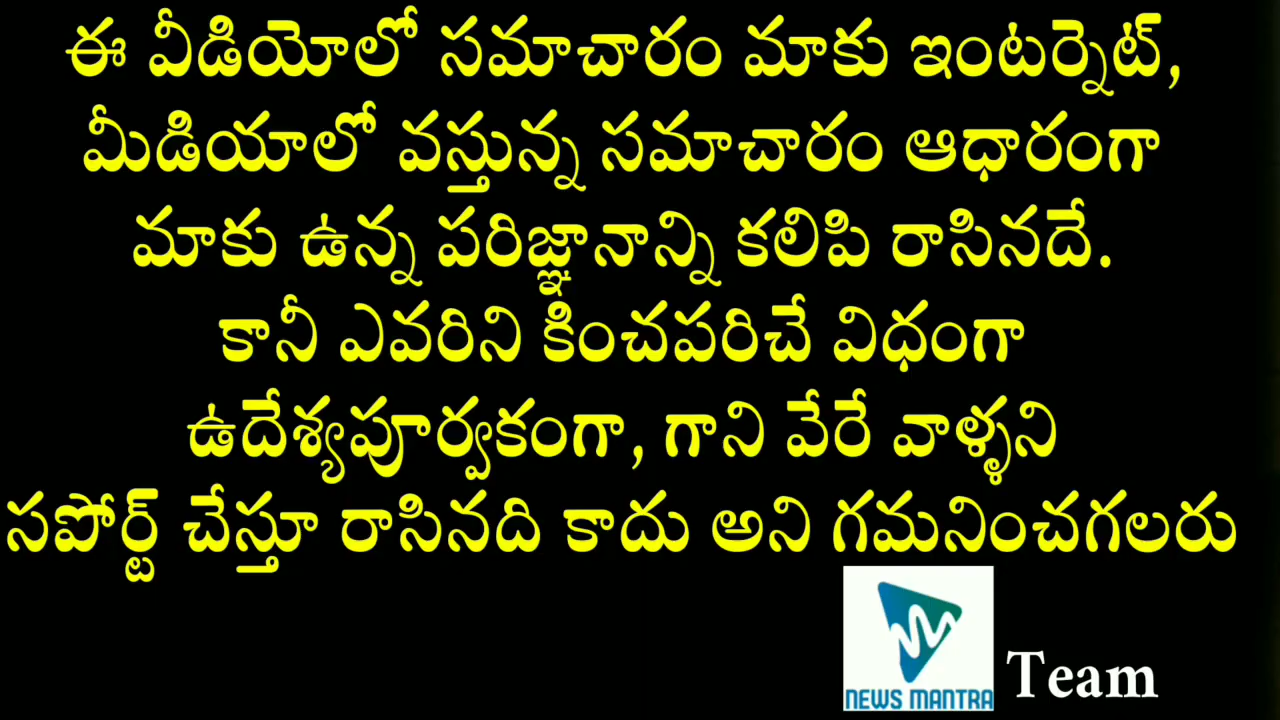 ఈ వీడియోలో సమాచారం మాకు ఇంటర్నెట్,
మీడియాలో వస్తున్న సమాచారం ఆధారంగా
మాకు ఉన్న పరిజ్ఞానాన్ని కలిపి రాసినదే.
కానీ ఎవరిని కించపరిచే విధంగా
ఉదేశ్యపూర్వకంగా, గాని వేరే వాళ్ళని
సపోర్ట్ చేస్తూ రాసినది కాదు అని గమనించగలరు
NEWS MANTRA Team